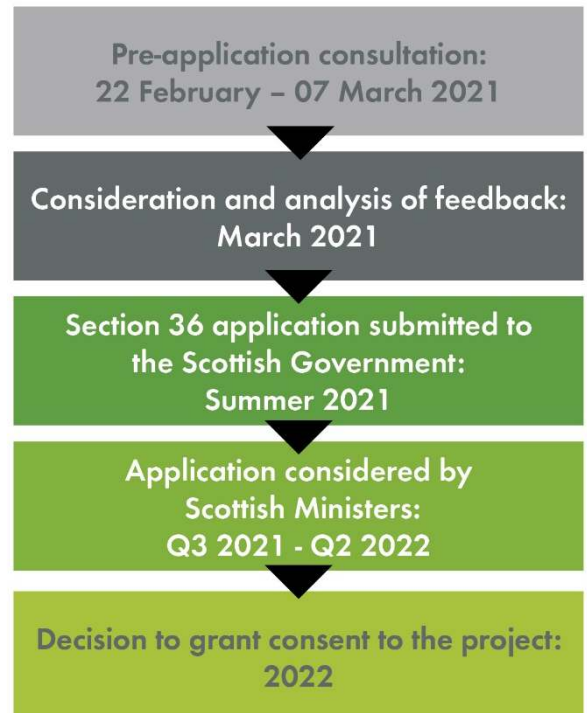 Pre-application consultation:
22 February – 07 March 2021
Consideration and analysis of feedback:
March 2021
Section 36 application submitted to
the Scottish Government:
Summer 2021
Application considered by
Scottish Ministers:
Q3 2021 - Q2 2022
Decision to grant consent to the project:
2022